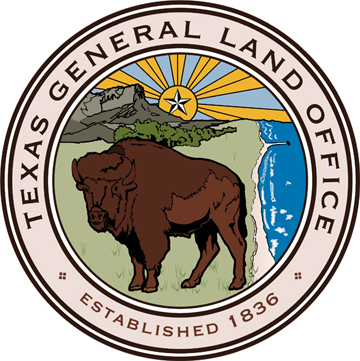 TEXAS GENERAL LAND OFFICE
ESTABLISHED 1836